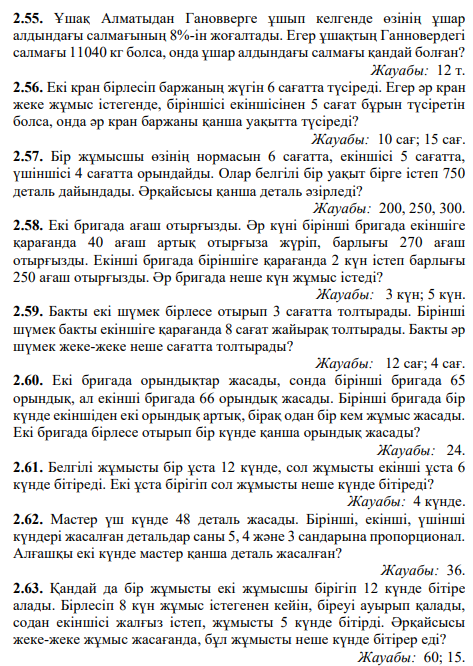 2.55. Ұшақ Алматыдан Гановверге ұшып келгенде өзінің ұшар
алдындағы салмағының 8%-ін жоғалтады. Егер ұшақтың Ганновердегі
салмағы 11040 кг болса, онда ұшар алдындағы салмағы қандай болған?
Жауабы: 12 т.
2.56. Екі кран бірлесіп баржаның жүгін 6 сағатта түсіреді. Егер әр кран
жеке жұмыс істегенде, біріншісі екіншісінен 5 сағат бұрын түсіретін
болса, онда әр кран баржаны қанша уақытта түсіреді?
Жауабы: 10 сағ; 15 сағ.
2.57. Бір жұмысшы өзінің нормасын 6 сағатта, екіншісі 5 сағатта,
үшіншісі 4 сағатта орындайды. Олар белгілі бір уақыт бірге істеп 750
деталь дайындады. Әрқайсысы қанша деталь әзірледі?
Жауабы: 200, 250, 300.
2.58. Екі бригада ағаш отырғызды. Әр күні бірінші бригада екіншіге
қарағанда 40 ағаш артық отырғыза жүріп, барлығы 270 ағаш
отырғызды. Екінші бригада біріншіге қарағанда 2 күн істеп барлығы
250 ағаш отырғызды. Әр бригада неше күн жұмыс істеді?
Жауабы: 3 күн; 5 күн.
2.59. Бакты екі шүмек бірлесе отырып 3 сағатта толтырады. Бірінші
шүмек бакты екіншіге қарағанда 8 сағат жайырақ толтырады. Бакты әр
шүмек жеке-жеке неше сағатта толтырады?
Жауабы: 12 сағ; 4 сағ.
2.60. Екі бригада орындықтар жасады, сонда бірінші бригада 65
орындық, ал екінші бригада 66 орындық жасады. Бірінші бригада бір
күнде екіншіден екі орындық артық, бірақ одан бір кем жұмыс жасады.
Екі бригада бірлесе отырып бір күнде қанша орындық жасады?
Жауабы: 24.
2.61. Белгілі жұмысты бір ұста 12 күнде, сол жұмысты екінші ұста 6
күнде бітіреді. Екі ұста бірігіп сол жұмысты неше күнде бітіреді?
Жауабы: 4 күнде.
2.62. Мастер үш күнде 48 деталь жасады. Бірінші, екінші, үшінші
күндері жасалған детальдар саны 5, 4 және 3 сандарына пропорционал.
Алғашқы екі күнде мастер қанша деталь жасалған?
Жауабы: 36.
2.63. Қандай да бір жұмысты екі жұмысшы бірігіп 12 күнде бітіре
алады. Бірлесіп 8 күн жұмыс істегенен кейін, біреуі ауырып қалады,
содан екіншісі жалғыз істеп, жұмысты 5 күнде бітірді. Әрқайсысы
жеке-жеке жұмыс жасағанда, бұл жұмысты неше күнде бітірер еді?
Жауабы: 60; 15.